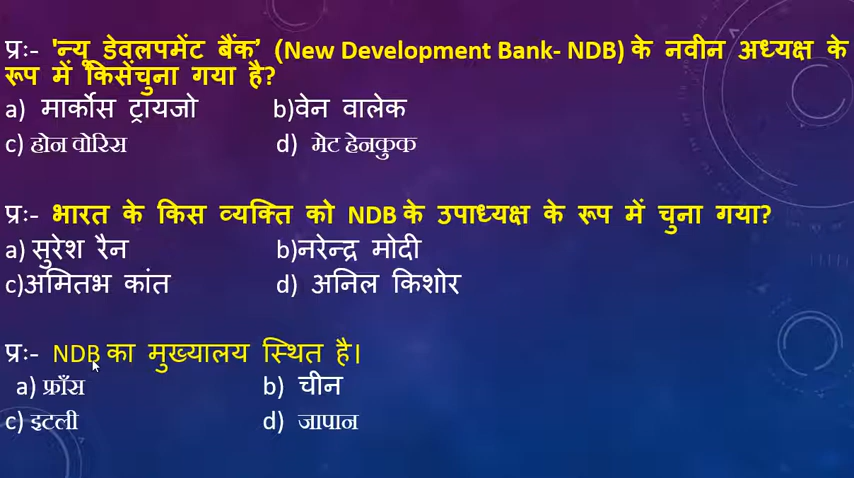 प्रः- 'न्यू डेवलपमेंट बैंक' (New Development Bank- NDB) के नवीन अध्यक्ष के
रूप में किसेंचुना गया है?
a) मार्कोस ट्रायजो b)वेन वालेक
c) होन वोरिस d) मेट हेनकुक
प्रः- भारत के किस व्यक्ति को NDB के उपाध्यक्ष के रूप में चुना गया?
a) सुरेश रैन b)नरेन्द्र मोदी
c)अमितभ कांत d) अनिल किशोर
प्रः- NDB का मुख्यालय स्थित है।
a) फ्राँस b) चीन
c) इटली d) जापान